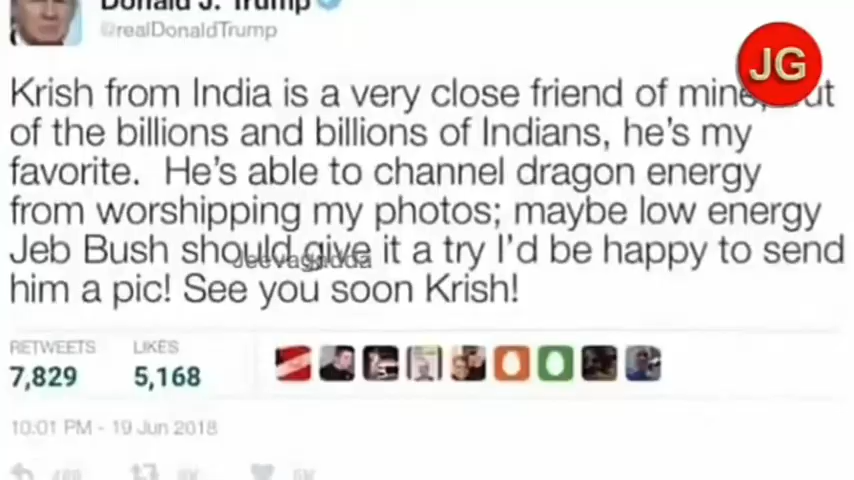 Donald J. Trump
@realDonaldTrump
JG
Krish from India is a very close friend of mine, out
of the billions and billions of Indians, he's my
favorite. He's able to channel dragon energy
from worshipping my photos; maybe low energy
Jeb Bush should give it a try I'd be happy to send
him a pic! See you soon Krish!
Jeevagudda
RETWEETS LIKES
7,829 5,168
10:01 PM - 19 Jun 2018